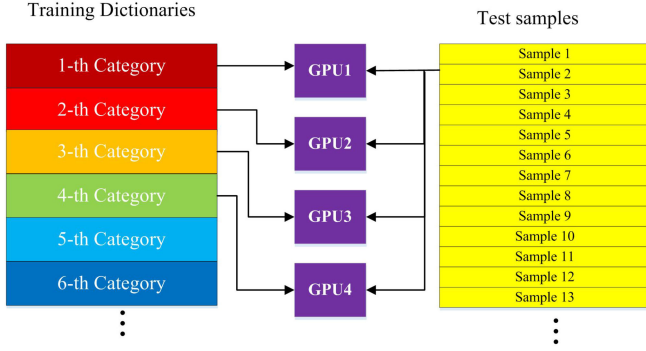 Training Dictionaries
1-th Category
2-th Category
3-th Category
4-th Category
5-th Category
6-th Category
GPU1
GPU2
GPU3
GPU4
Test samples
Sample 1
Sample 2
Sample 3
Sample 4
Sample 5
Sample 6
Sample 7
Sample 8
Sample 9
Sample 10
Sample 11
Sample 12
Sample 13